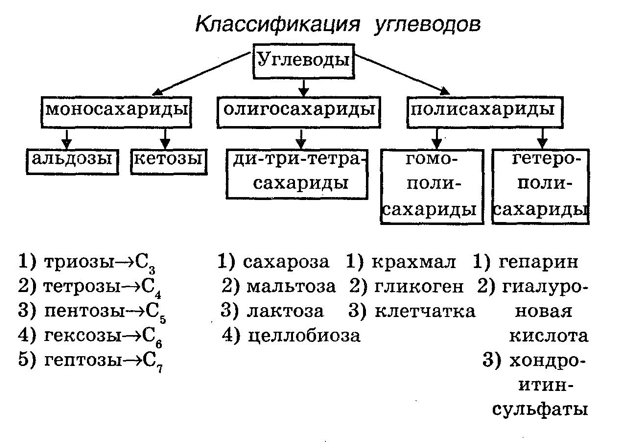 Классификация углеводов
Углеводы
моносахариды
олигосахариды
полисахариды
альдозы
кетозы
ди-три-тетра-
сахариды
гомо-
поли-
сахариды
гетеро-
поли-
сахариды
1) триозы→C₃
2) тетрозы→C₄
3) пентозы→C₅
4) гексозы→C₆
5) гептозы→C₇
1) сахароза
2) мальтоза
3) лактоза
4) целлобиоза
1) крахмал
2) гликоген
3) клетчатка
1) гепарин
2) гиалуро-
новая
кислота
3) хондро-
итин-
сульфаты